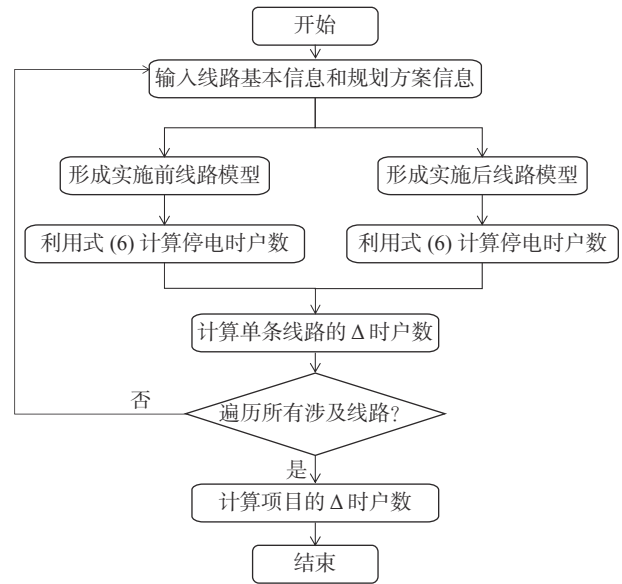 开始
输入线路基本信息和规划方案信息
形成实施前线路模型
形成实施后线路模型
利用式 (6) 计算停电时户数
利用式 (6) 计算停电时户数
计算单条线路的 Δ 时户数
否
遍历所有涉及线路？
是
计算项目的 Δ 时户数
结束